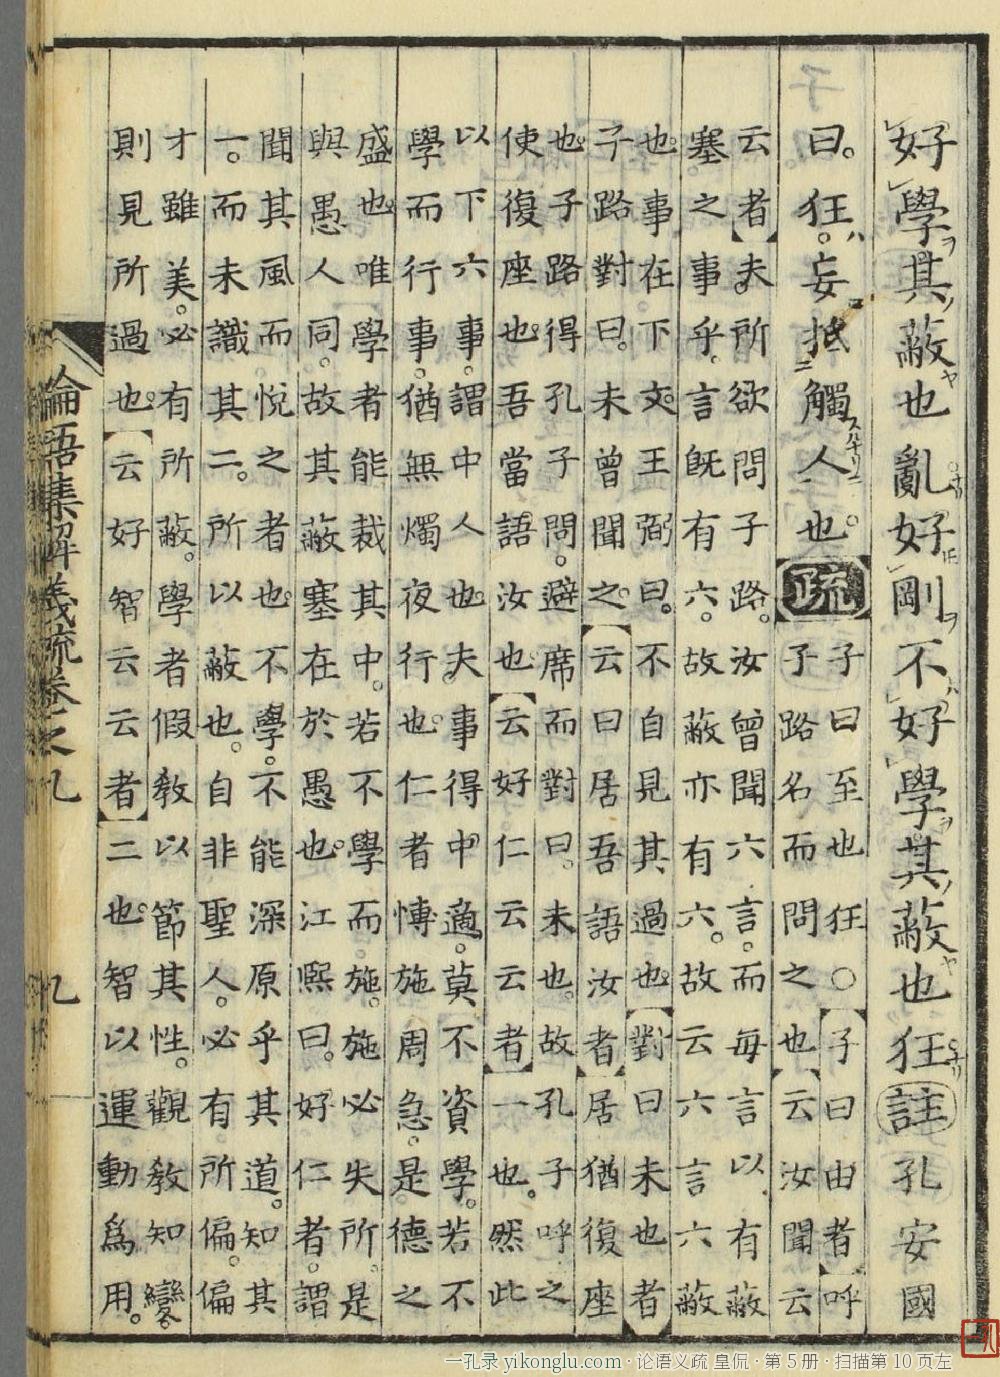 好學其蔽也亂好剛不好學其蔽也狂註孔安國
曰。狂。妄抵觸人也。疏
子曰至也狂○【子曰由者】呼
子路名而問之也【云汝聞云
云者】夫。所欲問子路。汝曾聞六言。而每言以有蔽
塞之事乎。言既有六。故蔽亦有六。故云六言六蔽
也。事在下文。王弼曰。不自見其過也【對曰未也者】
子路對曰。未曾聞之。【云曰居吾語汝者】居猶復座
也。子路得孔子問。避席而對曰。未也。故孔子呼之
使復座也。吾當語汝也【云好仁云云者】一也。然此
以下六事。謂中人也。夫事得中適。莫不資學。若不
學而行事。猶無燭夜行也。仁者慱施周急。是德之
盛也。唯學者能裁其中。若不學而施。施必失所。是
與愚人同。故其蔽塞在於愚也。江熙曰。好仁者。謂
聞其風而悅之者也。不學。不能深原乎其道。知其
一。而未識其二。所以蔽也。自非聖人。必有所偏。偏
才雖美。必有所蔽。學者假教以節其性。觀教知變。
則見所過也。【云好智云云者】二也。智以運動爲用。
論語集解義疏卷之九
九
一孔录 yikonglu.com · 论语义疏 皇侃 · 第 5 册 · 扫描第 10 页左